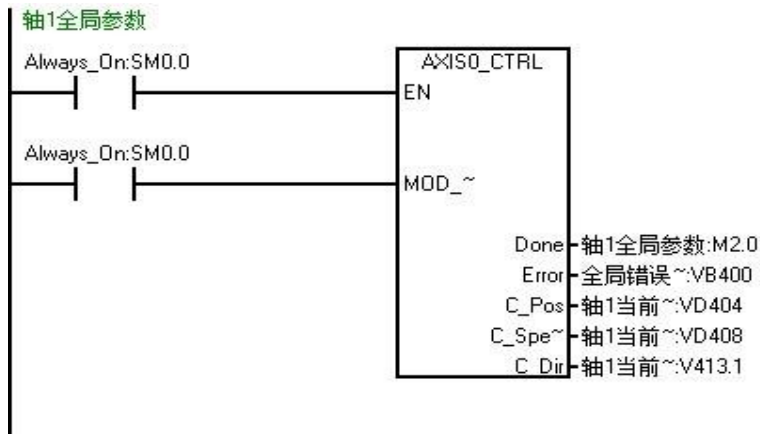 轴1全局参数
Always_On:SM0.0
AXIS0_CTRL
EN
Always_On:SM0.0
MOD_~
Done 轴1全局参数:M2.0
Error 全局错误~:VB400
C_Pos 轴1当前~:VD404
C_Spe~ 轴1当前~:VD408
C_Dir 轴1当前~:V413.1